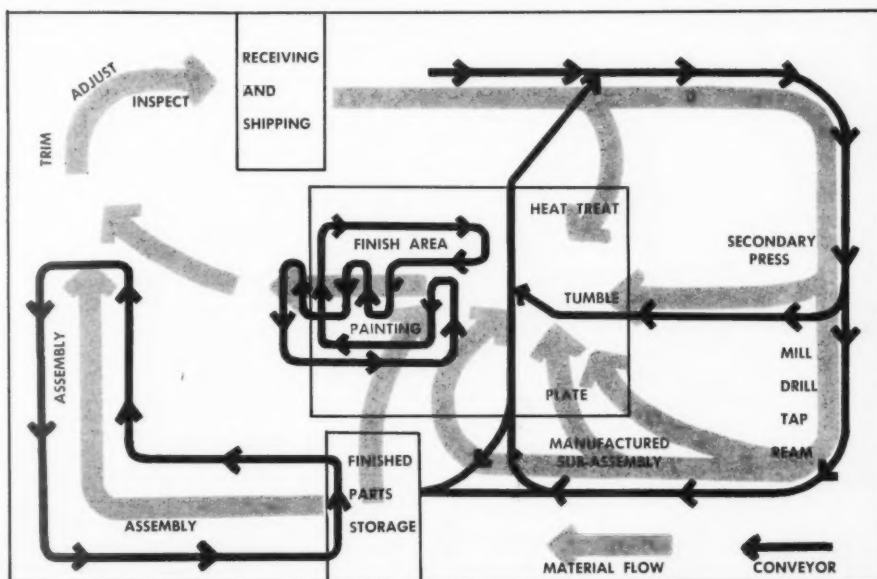 RECEIVING
AND
SHIPPING
ADJUST
INSPECT
TRIM
HEAT TREAT
FINISH AREA
SECONDARY
PRESS
TUMBLE
PAINTING
MILL
DRILL
TAP
REAM
PLATE
MANUFACTURED
SUB-ASSEMBLY
ASSEMBLY
FINISHED
PARTS
STORAGE
ASSEMBLY
MATERIAL FLOW
CONVEYOR